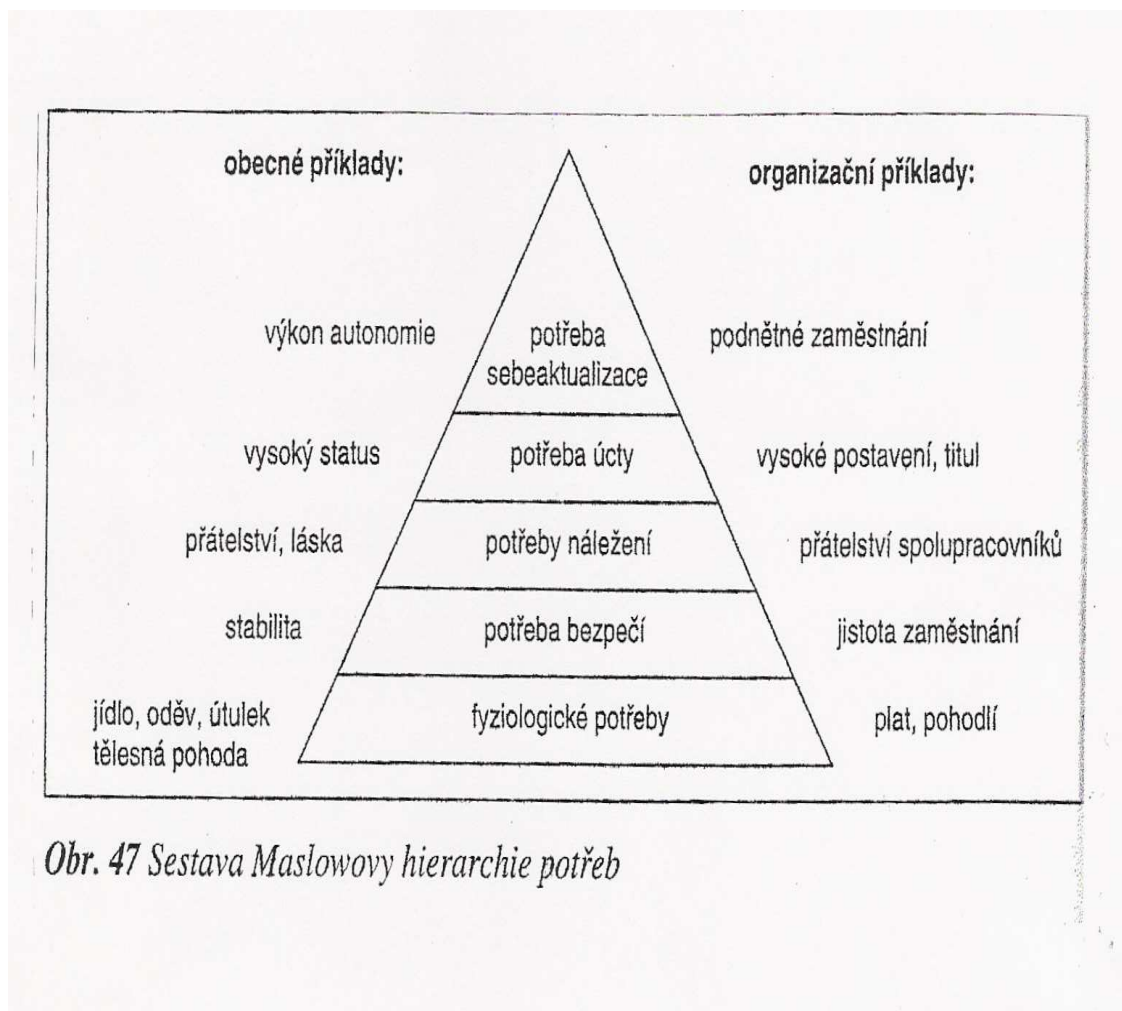 obecné příklady:
organizační příklady:
výkon autonomie
potřeba
sebeaktualizace
podnětné zaměstnání
vysoký status
potřeba úcty
vysoké postavení, titul
přátelství, láska
potřeby náležení
přátelství spolupracovníků
stabilita
potřeba bezpečí
jistota zaměstnání
jídlo, oděv, útulek
tělesná pohoda
fyziologické potřeby
plat, pohodlí
Obr. 47 Sestava Maslowovy hierarchie potřeb